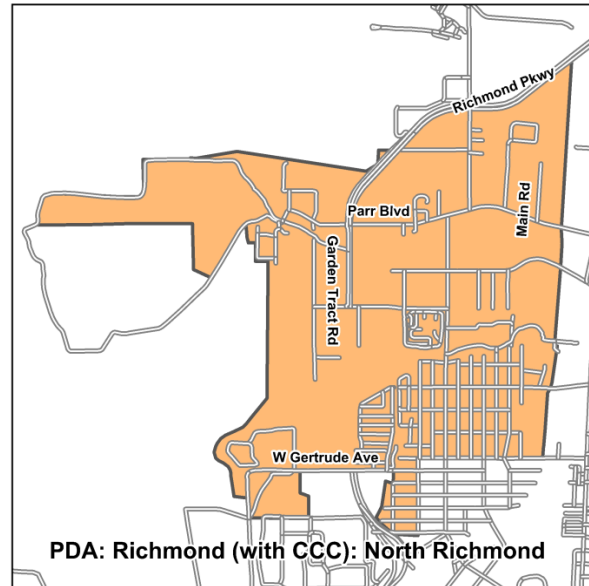 Richmond Pkwy
Parr Blvd
Main Rd
Garden Tract Rd
W Gertrude Ave
PDA: Richmond (with CCC): North Richmond